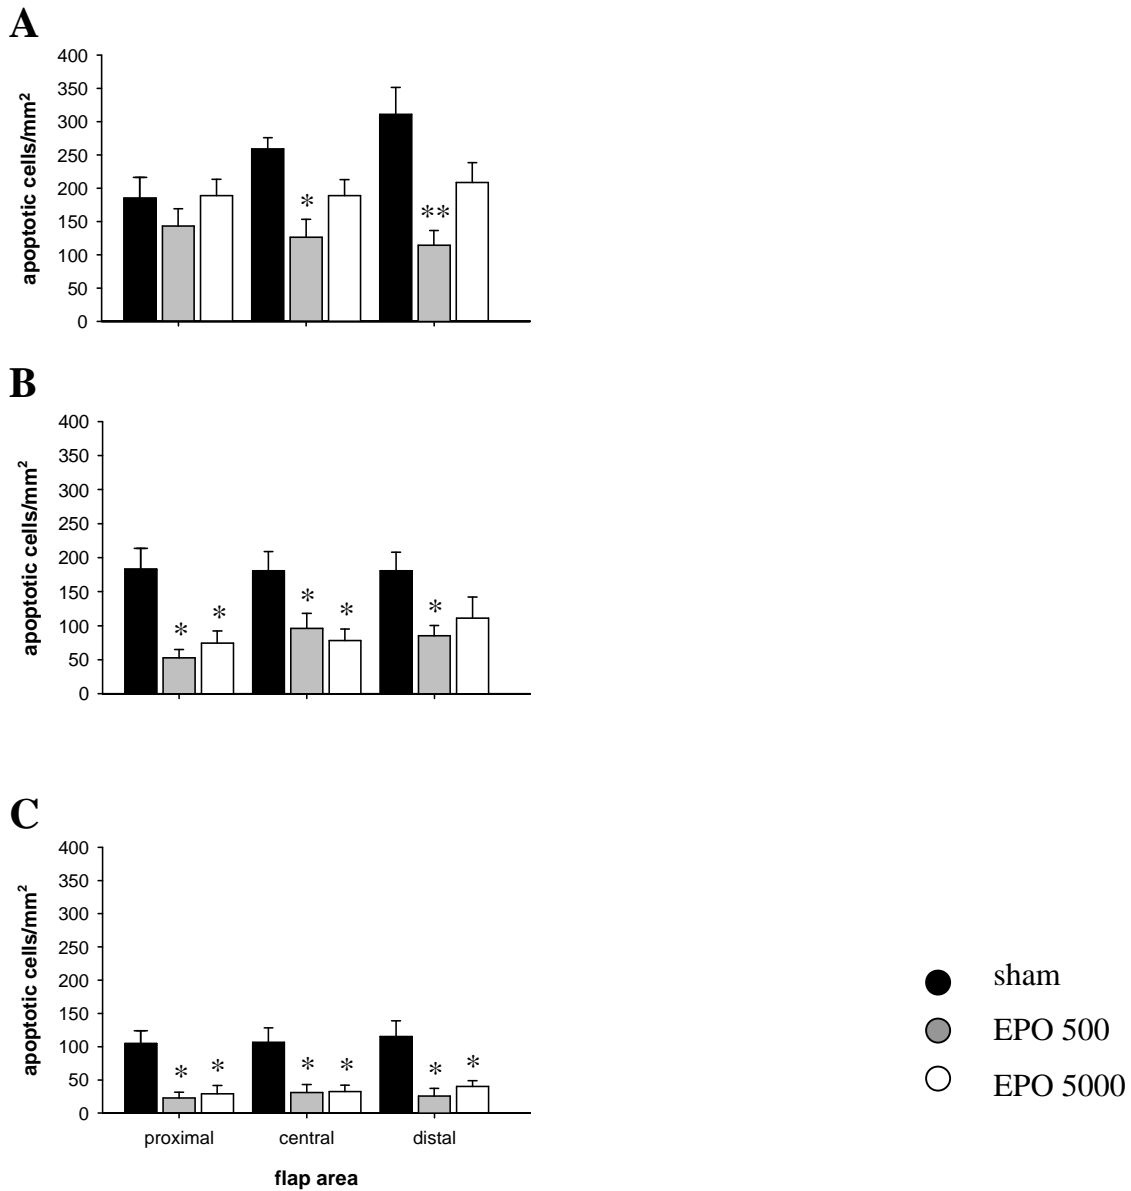 A
400
350
300
250
200
150
100
50
0
apoptotic cells/mm²
*
**
B
400
350
300
250
200
150
100
50
0
apoptotic cells/mm²
* * * * *
C
400
350
300
250
200
150
100
50
0
apoptotic cells/mm²
* * * * * *
proximal central distal
flap area
sham
EPO 500
EPO 5000